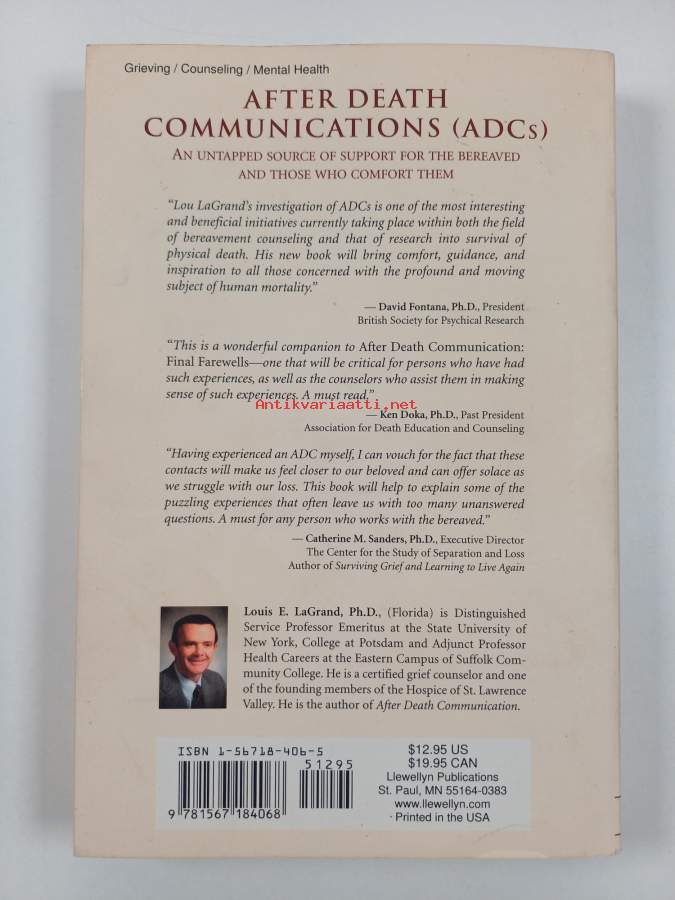 Grieving / Counseling / Mental Health
AFTER DEATH
COMMUNICATIONS (ADCs)
AN UNTAPPED SOURCE OF SUPPORT FOR THE BEREAVED
AND THOSE WHO COMFORT THEM
“Lou LaGrand’s investigation of ADCs is one of the most interesting
and beneficial initiatives currently taking place within both the field
of bereavement counseling and that of research into survival of
physical death. His new book will bring comfort, guidance, and
inspiration to all those concerned with the profound and moving
subject of human mortality.”
— David Fontana, Ph.D., President
British Society for Psychical Research
“This is a wonderful companion to After Death Communication:
Final Farewells—one that will be critical for persons who have had
such experiences, as well as the counselors who assist them in making
sense of such experiences. A must read.”
Antikvariaatti.net
— Ken Doka, Ph.D., Past President
Association for Death Education and Counseling
“Having experienced an ADC myself, I can vouch for the fact that these
contacts will make us feel closer to our beloved and can offer solace as
we struggle with our loss. This book will help to explain some of the
puzzling experiences that often leave us with too many unanswered
questions. A must for any person who works with the bereaved.”
— Catherine M. Sanders, Ph.D., Executive Director
The Center for the Study of Separation and Loss
Author of Surviving Grief and Learning to Live Again
Louis E. LaGrand, Ph.D., (Florida) is Distinguished
Service Professor Emeritus at the State University of
New York, College at Potsdam and Adjunct Professor
Health Careers at the Eastern Campus of Suffolk Com-
munity College. He is a certified grief counselor and one
of the founding members of the Hospice of St. Lawrence
Valley. He is the author of After Death Communication.
ISBN 1-56718-406-5
51295
9 781567 184068
$12.95 US
$19.95 CAN
Llewellyn Publications
St. Paul, MN 55164-0383
www.llewellyn.com
Printed in the USA